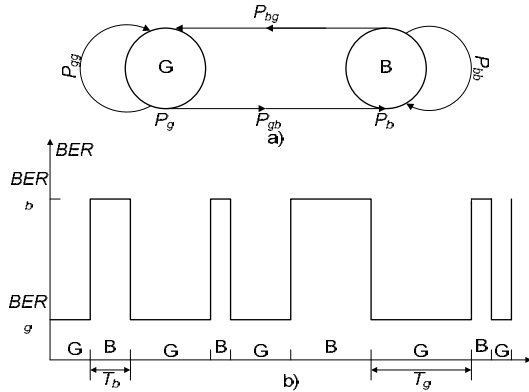 P_bg
G
B
P_gg
P_bb
P_g
P_gb
P_b
a)
BER
BER
b
BER
g
G B G B G B G B G
T_b
b)
T_g